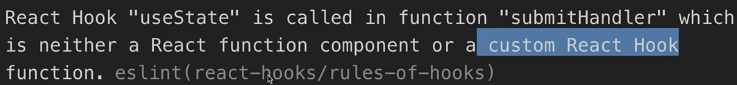 React Hook "useState" is called in function "submitHandler" which
is neither a React function component or a custom React Hook
function. eslint(react-hooks/rules-of-hooks)